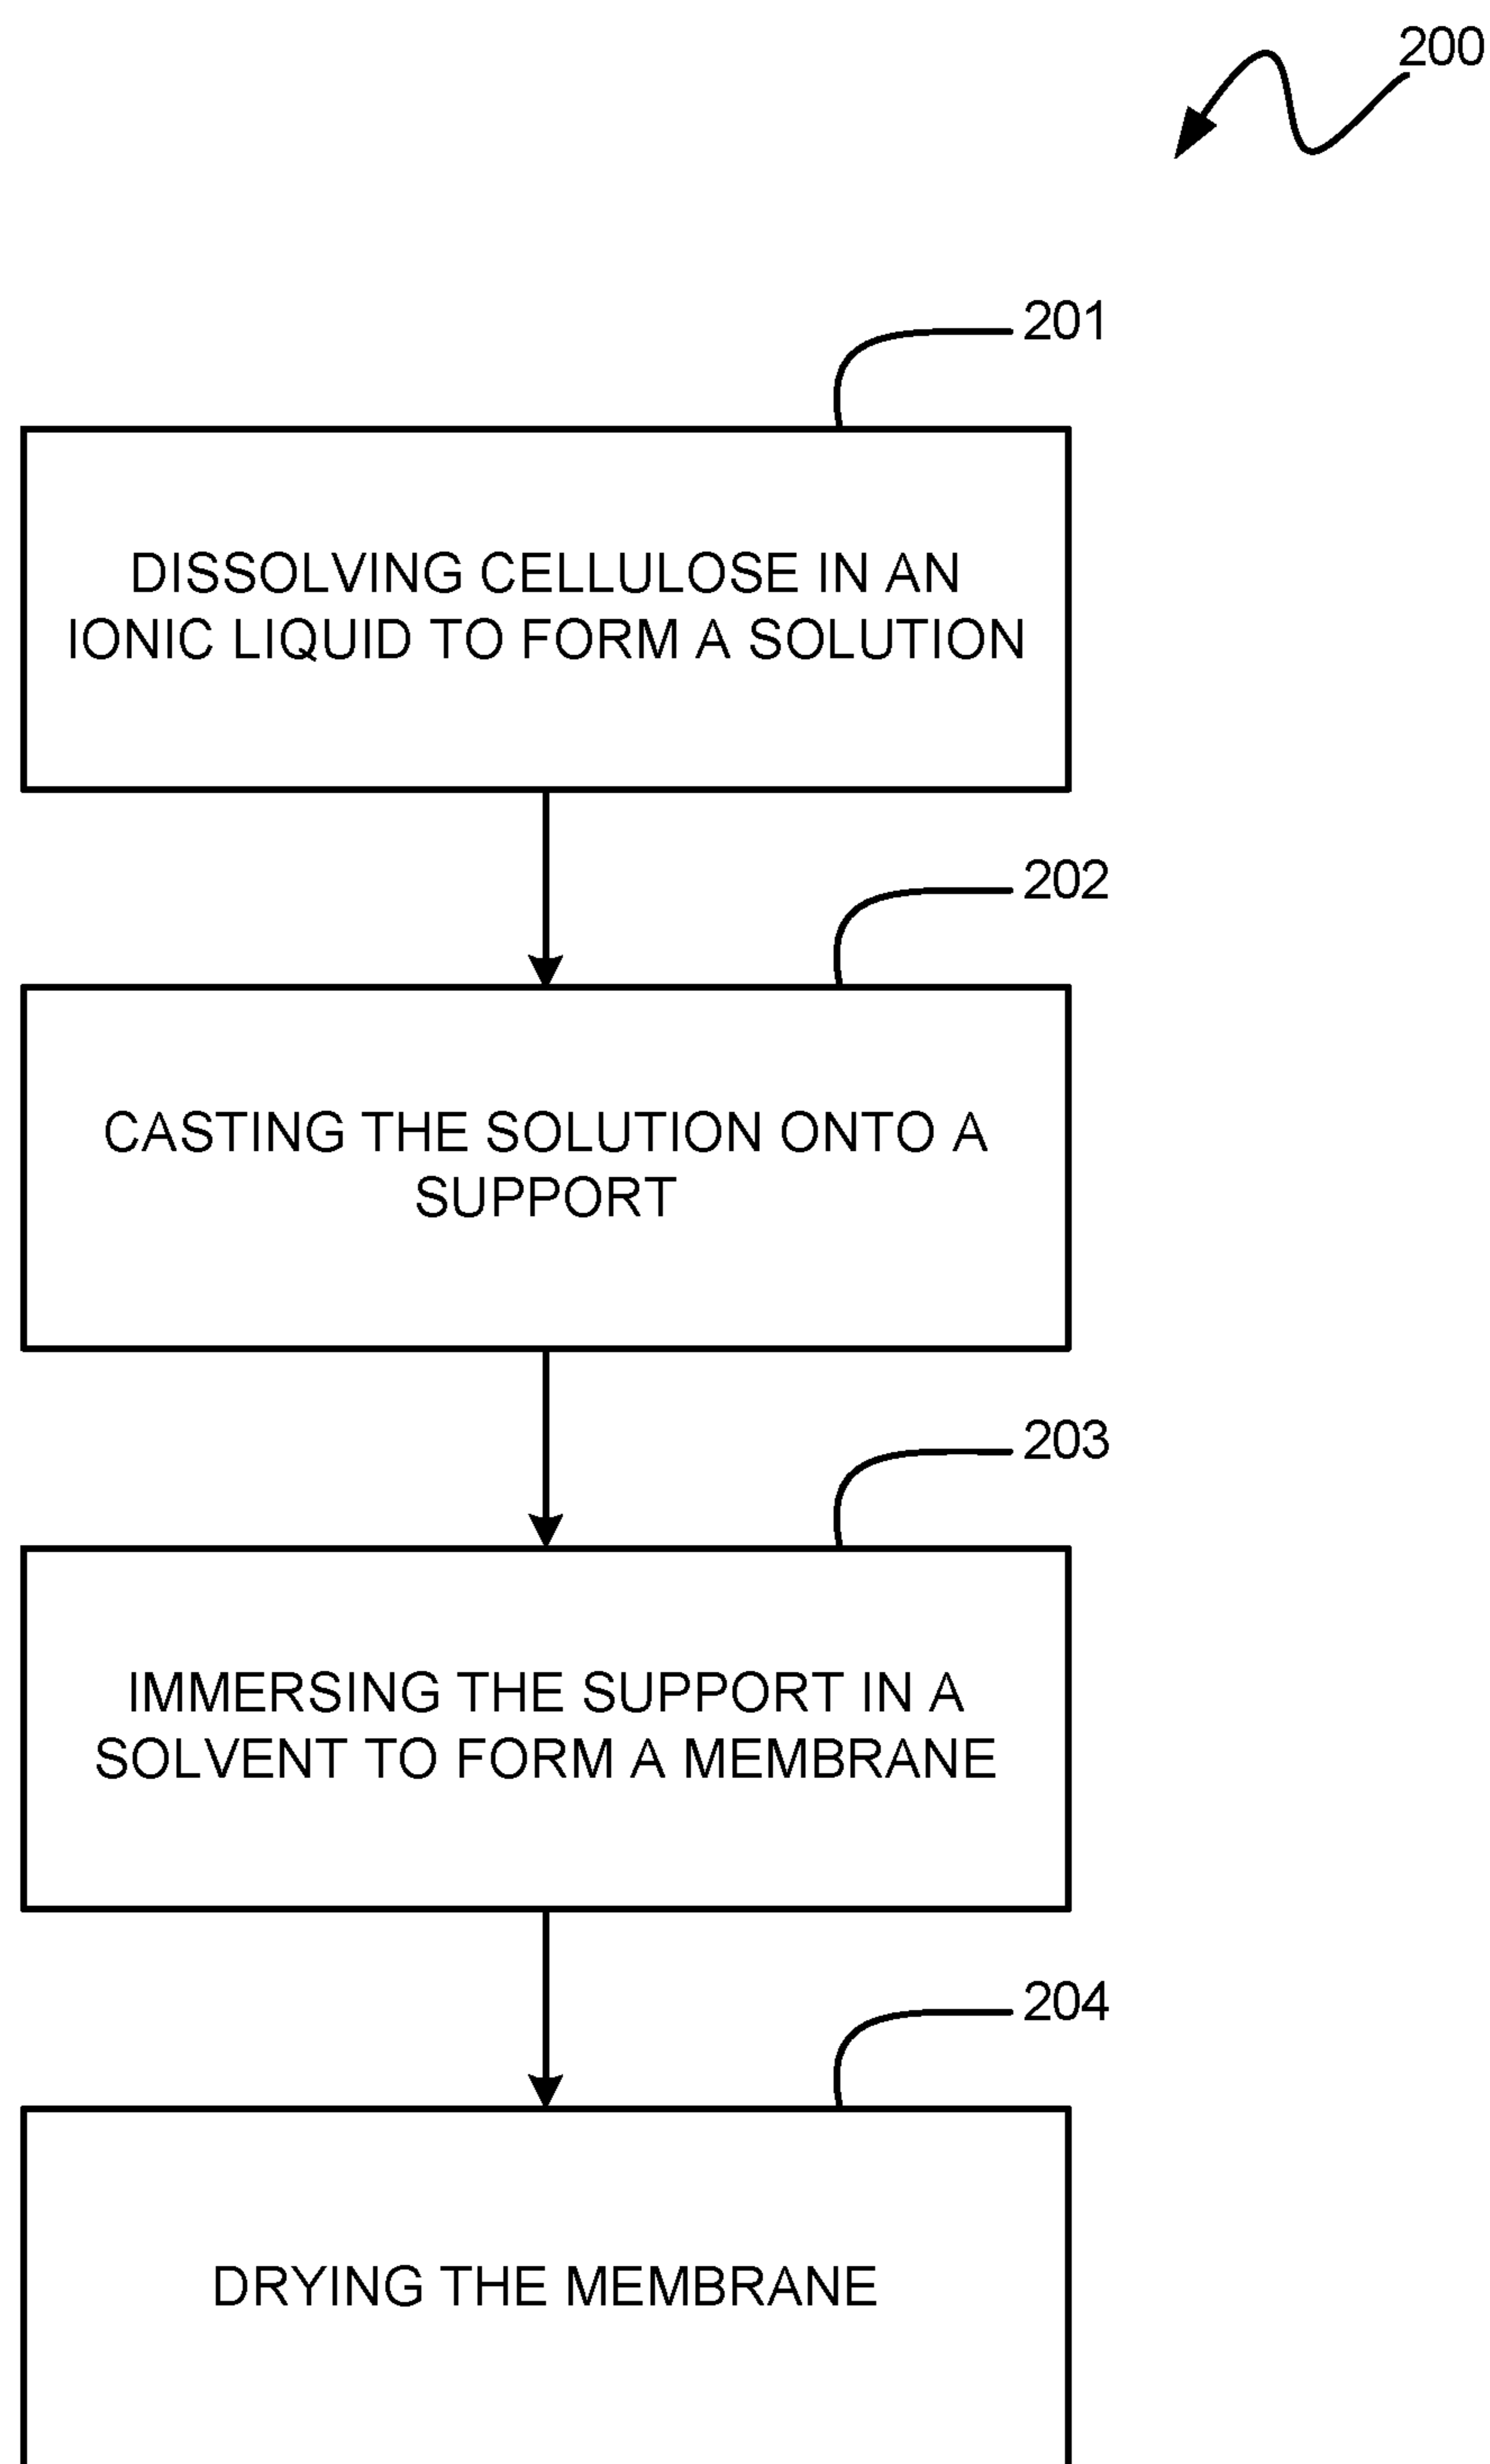 200
201
DISSOLVING CELLULOSE IN AN
IONIC LIQUID TO FORM A SOLUTION
202
CASTING THE SOLUTION ONTO A
SUPPORT
203
IMMERSING THE SUPPORT IN A
SOLVENT TO FORM A MEMBRANE
204
DRYING THE MEMBRANE